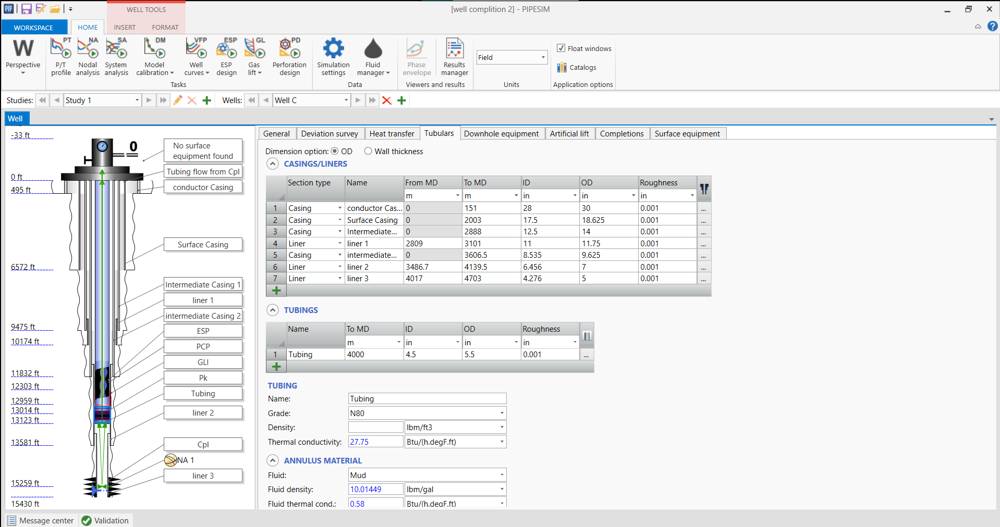 PIP
WELL TOOLS
[well complition 2] - PIPESIM
WORKSPACE
HOME
INSERT
FORMAT
W
Perspective
PT
P/T profile
NA
Nodal analysis
SA
System analysis
DM
Model calibration
VFP
Well curves
ESP
ESP design
GL
Gas lift
PD
Perforation design
Tasks
Simulation settings
Fluid manager
Data
Phase envelope
Results manager
Viewers and results
Field
Units
Float windows
Catalogs
Application options
Studies:
Study 1
Wells:
Well C
Well
-33 ft
0 ft
495 ft
6572 ft
9475 ft
10174 ft
11832 ft
12303 ft
12959 ft
13014 ft
13123 ft
13581 ft
15259 ft
15430 ft
0
No surface
equipment found
Tubing flow from Cpl
conductor Casing
Surface Casing
Intermediate Casing 1
liner 1
intermediate Casing 2
ESP
PCP
GLI
Pk
Tubing
liner 2
Cpl
NA 1
liner 3
General Deviation survey Heat transfer Tubulars Downhole equipment Artificial lift Completions Surface equipment
Dimension option: OD Wall thickness
CASINGS/LINERS
Section type Name From MD To MD ID OD Roughness
m m in in in
1 Casing conductor Cas... 0 151 28 30 0.001 ...
2 Casing Surface Casing 0 2003 17.5 18.625 0.001 ...
3 Casing Intermediate... 0 2888 12.5 14 0.001 ...
4 Liner liner 1 2809 3101 11 11.75 0.001 ...
5 Casing intermediate... 0 3606.5 8.535 9.625 0.001 ...
6 Liner liner 2 3486.7 4139.5 6.456 7 0.001 ...
7 Liner liner 3 4017 4703 4.276 5 0.001 ...
TUBINGS
Name To MD ID OD Roughness
m in in in
1 Tubing 4000 4.5 5.5 0.001 ...
TUBING
Name: Tubing
Grade: N80
Density: lbm/ft3
Thermal conductivity: 27.75 Btu/(h.degF.ft)
ANNULUS MATERIAL
Fluid: Mud
Fluid density: 10.01449 lbm/gal
Fluid thermal cond.: 0.58 Btu/(h.degF.ft)
Message center
Validation